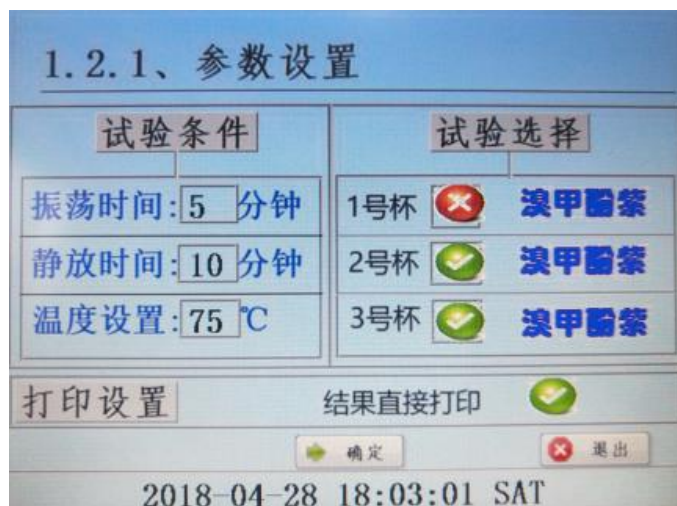 1.2.1、参数设置
试验条件
试验选择
振荡时间:5 分钟
静放时间:10 分钟
温度设置:75 ℃
1号杯 溴甲酚紫
2号杯 溴甲酚紫
3号杯 溴甲酚紫
打印设置
结果直接打印
确定
退出
2018-04-28 18:03:01 SAT